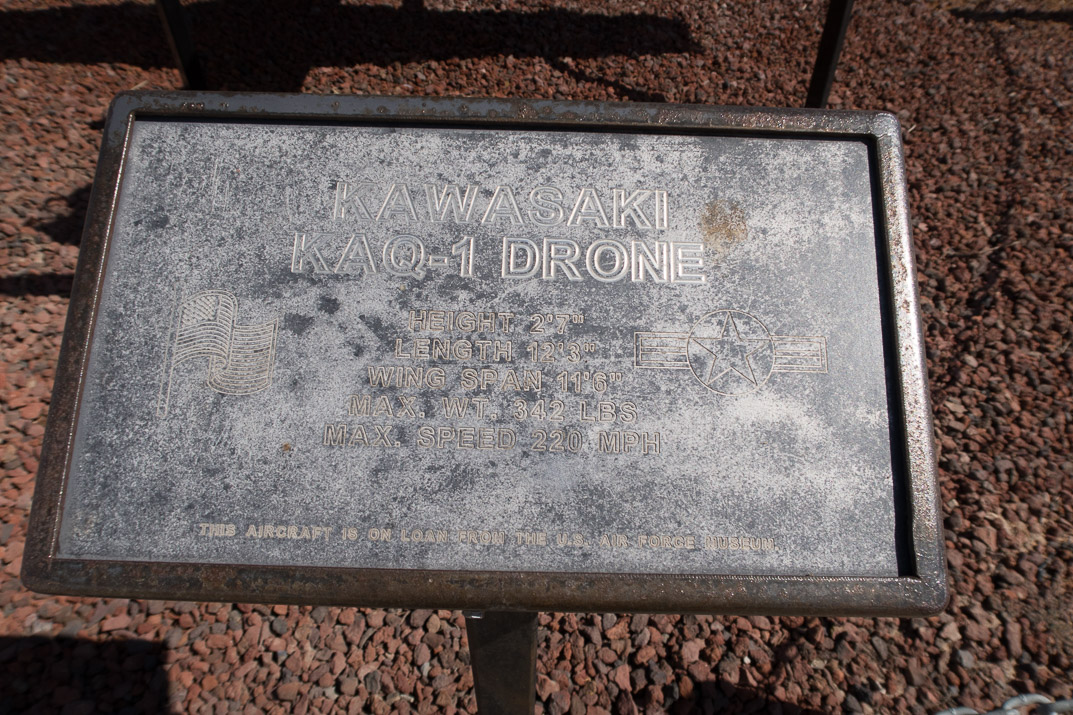 KAWASAKI
KAQ-1 DRONE
HEIGHT 2'7"
LENGTH 12'3"
WING SPAN 11'6"
MAX. WT. 342 LBS
MAX. SPEED 220 MPH
THIS AIRCRAFT IS ON LOAN FROM THE U.S. AIR FORCE MUSEUM.